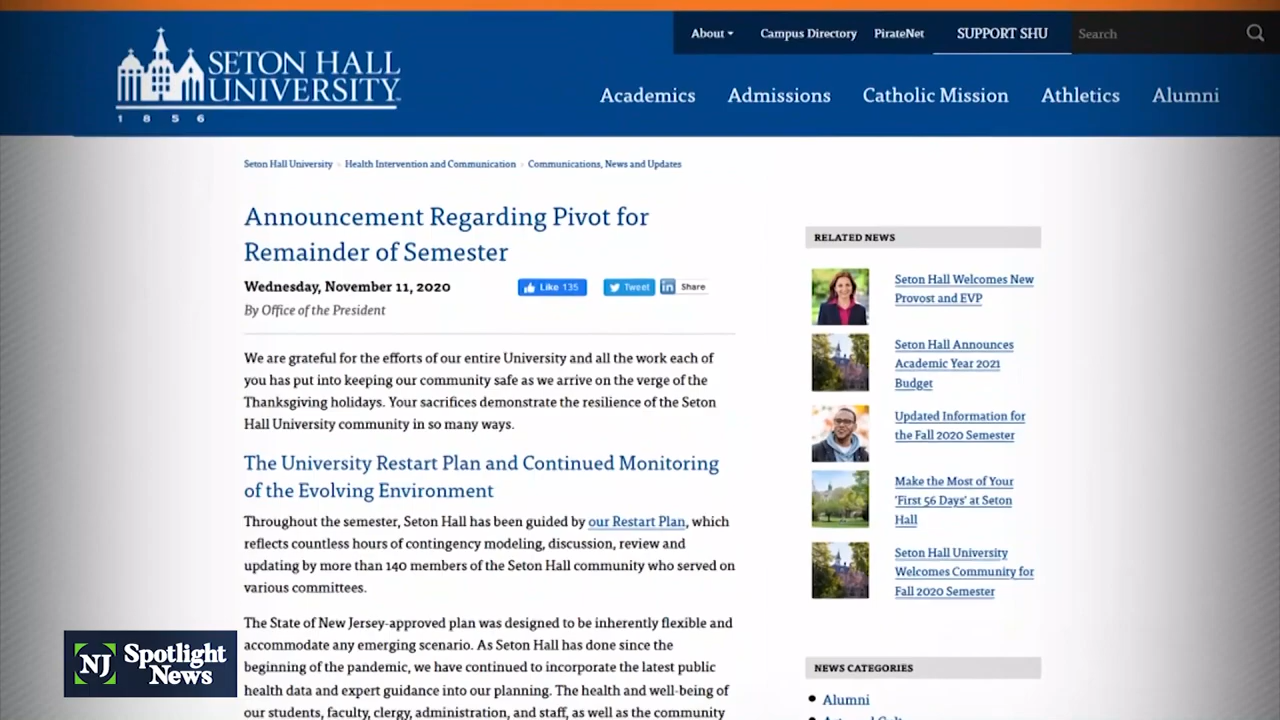 About
Campus Directory
PirateNet
SUPPORT SHU
Search
SETON HALL
UNIVERSITY
1856
Academics
Admissions
Catholic Mission
Athletics
Alumni
Seton Hall University > Health Intervention and Communication > Communications, News and Updates
Announcement Regarding Pivot for
Remainder of Semester
Wednesday, November 11, 2020
Like 135
Tweet
in Share
By Office of the President
We are grateful for the efforts of our entire University and all the work each of
you has put into keeping our community safe as we arrive on the verge of the
Thanksgiving holidays. Your sacrifices demonstrate the resilience of the Seton
Hall University community in so many ways.
The University Restart Plan and Continued Monitoring
of the Evolving Environment
Throughout the semester, Seton Hall has been guided by our Restart Plan, which
reflects countless hours of contingency modeling, discussion, review and
updating by more than 140 members of the Seton Hall community who served on
various committees.
The State of New Jersey-approved plan was designed to be inherently flexible and
accommodate any emerging scenario. As Seton Hall has done since the
beginning of the pandemic, we have continued to incorporate the latest public
health data and expert guidance into our planning. The health and well-being of
our students, faculty, clergy, administration, and staff, as well as the community
RELATED NEWS
Seton Hall Welcomes New
Provost and EVP
Seton Hall Announces
Academic Year 2021
Budget
Updated Information for
the Fall 2020 Semester
Make the Most of Your
'First 56 Days' at Seton
Hall
Seton Hall University
Welcomes Community for
Fall 2020 Semester
NEWS CATEGORIES
Alumni
NJ Spotlight
News